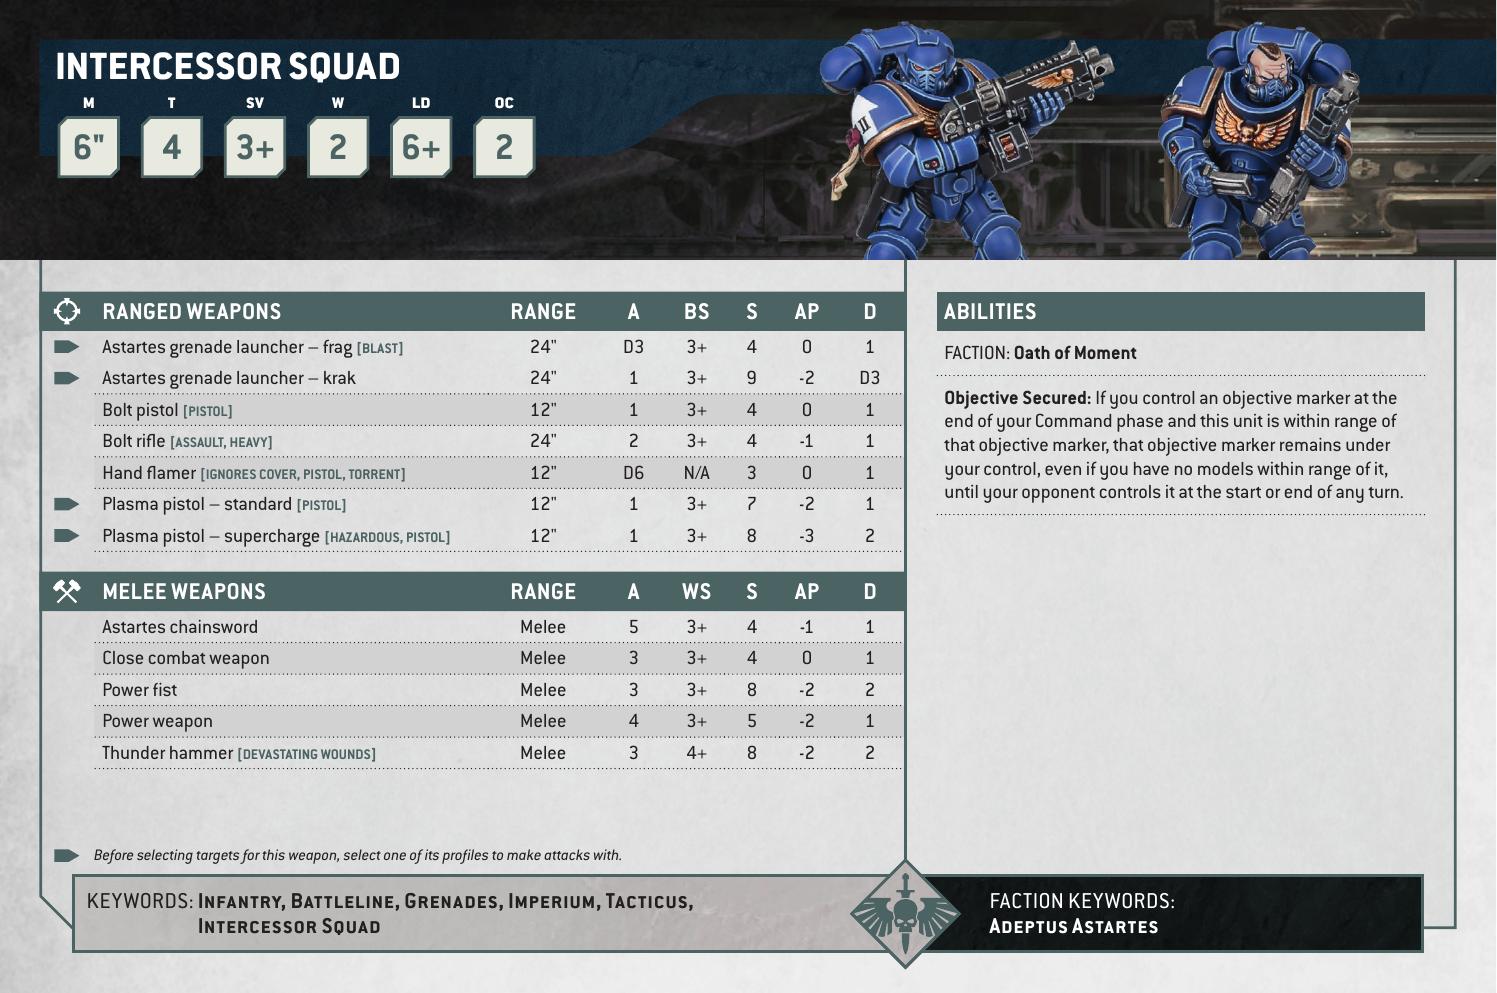 INTERCESSOR SQUAD
M T SV W LD OC
6" 4 3+ 2 6+ 2
RANGED WEAPONS RANGE A BS S AP D
Astartes grenade launcher – frag [BLAST] 24" D3 3+ 4 0 1
Astartes grenade launcher – krak 24" 1 3+ 9 -2 D3
Bolt pistol [PISTOL] 12" 1 3+ 4 0 1
Bolt rifle [ASSAULT, HEAVY] 24" 2 3+ 4 -1 1
Hand flamer [IGNORES COVER, PISTOL, TORRENT] 12" D6 N/A 3 0 1
Plasma pistol – standard [PISTOL] 12" 1 3+ 7 -2 1
Plasma pistol – supercharge [HAZARDOUS, PISTOL] 12" 1 3+ 8 -3 2
MELEE WEAPONS RANGE A WS S AP D
Astartes chainsword Melee 5 3+ 4 -1 1
Close combat weapon Melee 3 3+ 4 0 1
Power fist Melee 3 3+ 8 -2 2
Power weapon Melee 4 3+ 5 -2 1
Thunder hammer [DEVASTATING WOUNDS] Melee 3 4+ 8 -2 2
Before selecting targets for this weapon, select one of its profiles to make attacks with.
ABILITIES
FACTION: Oath of Moment
Objective Secured: If you control an objective marker at the
end of your Command phase and this unit is within range of
that objective marker, that objective marker remains under
your control, even if you have no models within range of it,
until your opponent controls it at the start or end of any turn.
KEYWORDS: INFANTRY, BATTLELINE, GRENADES, IMPERIUM, TACTICUS,
INTERCESSOR SQUAD
FACTION KEYWORDS:
ADEPTUS ASTARTES